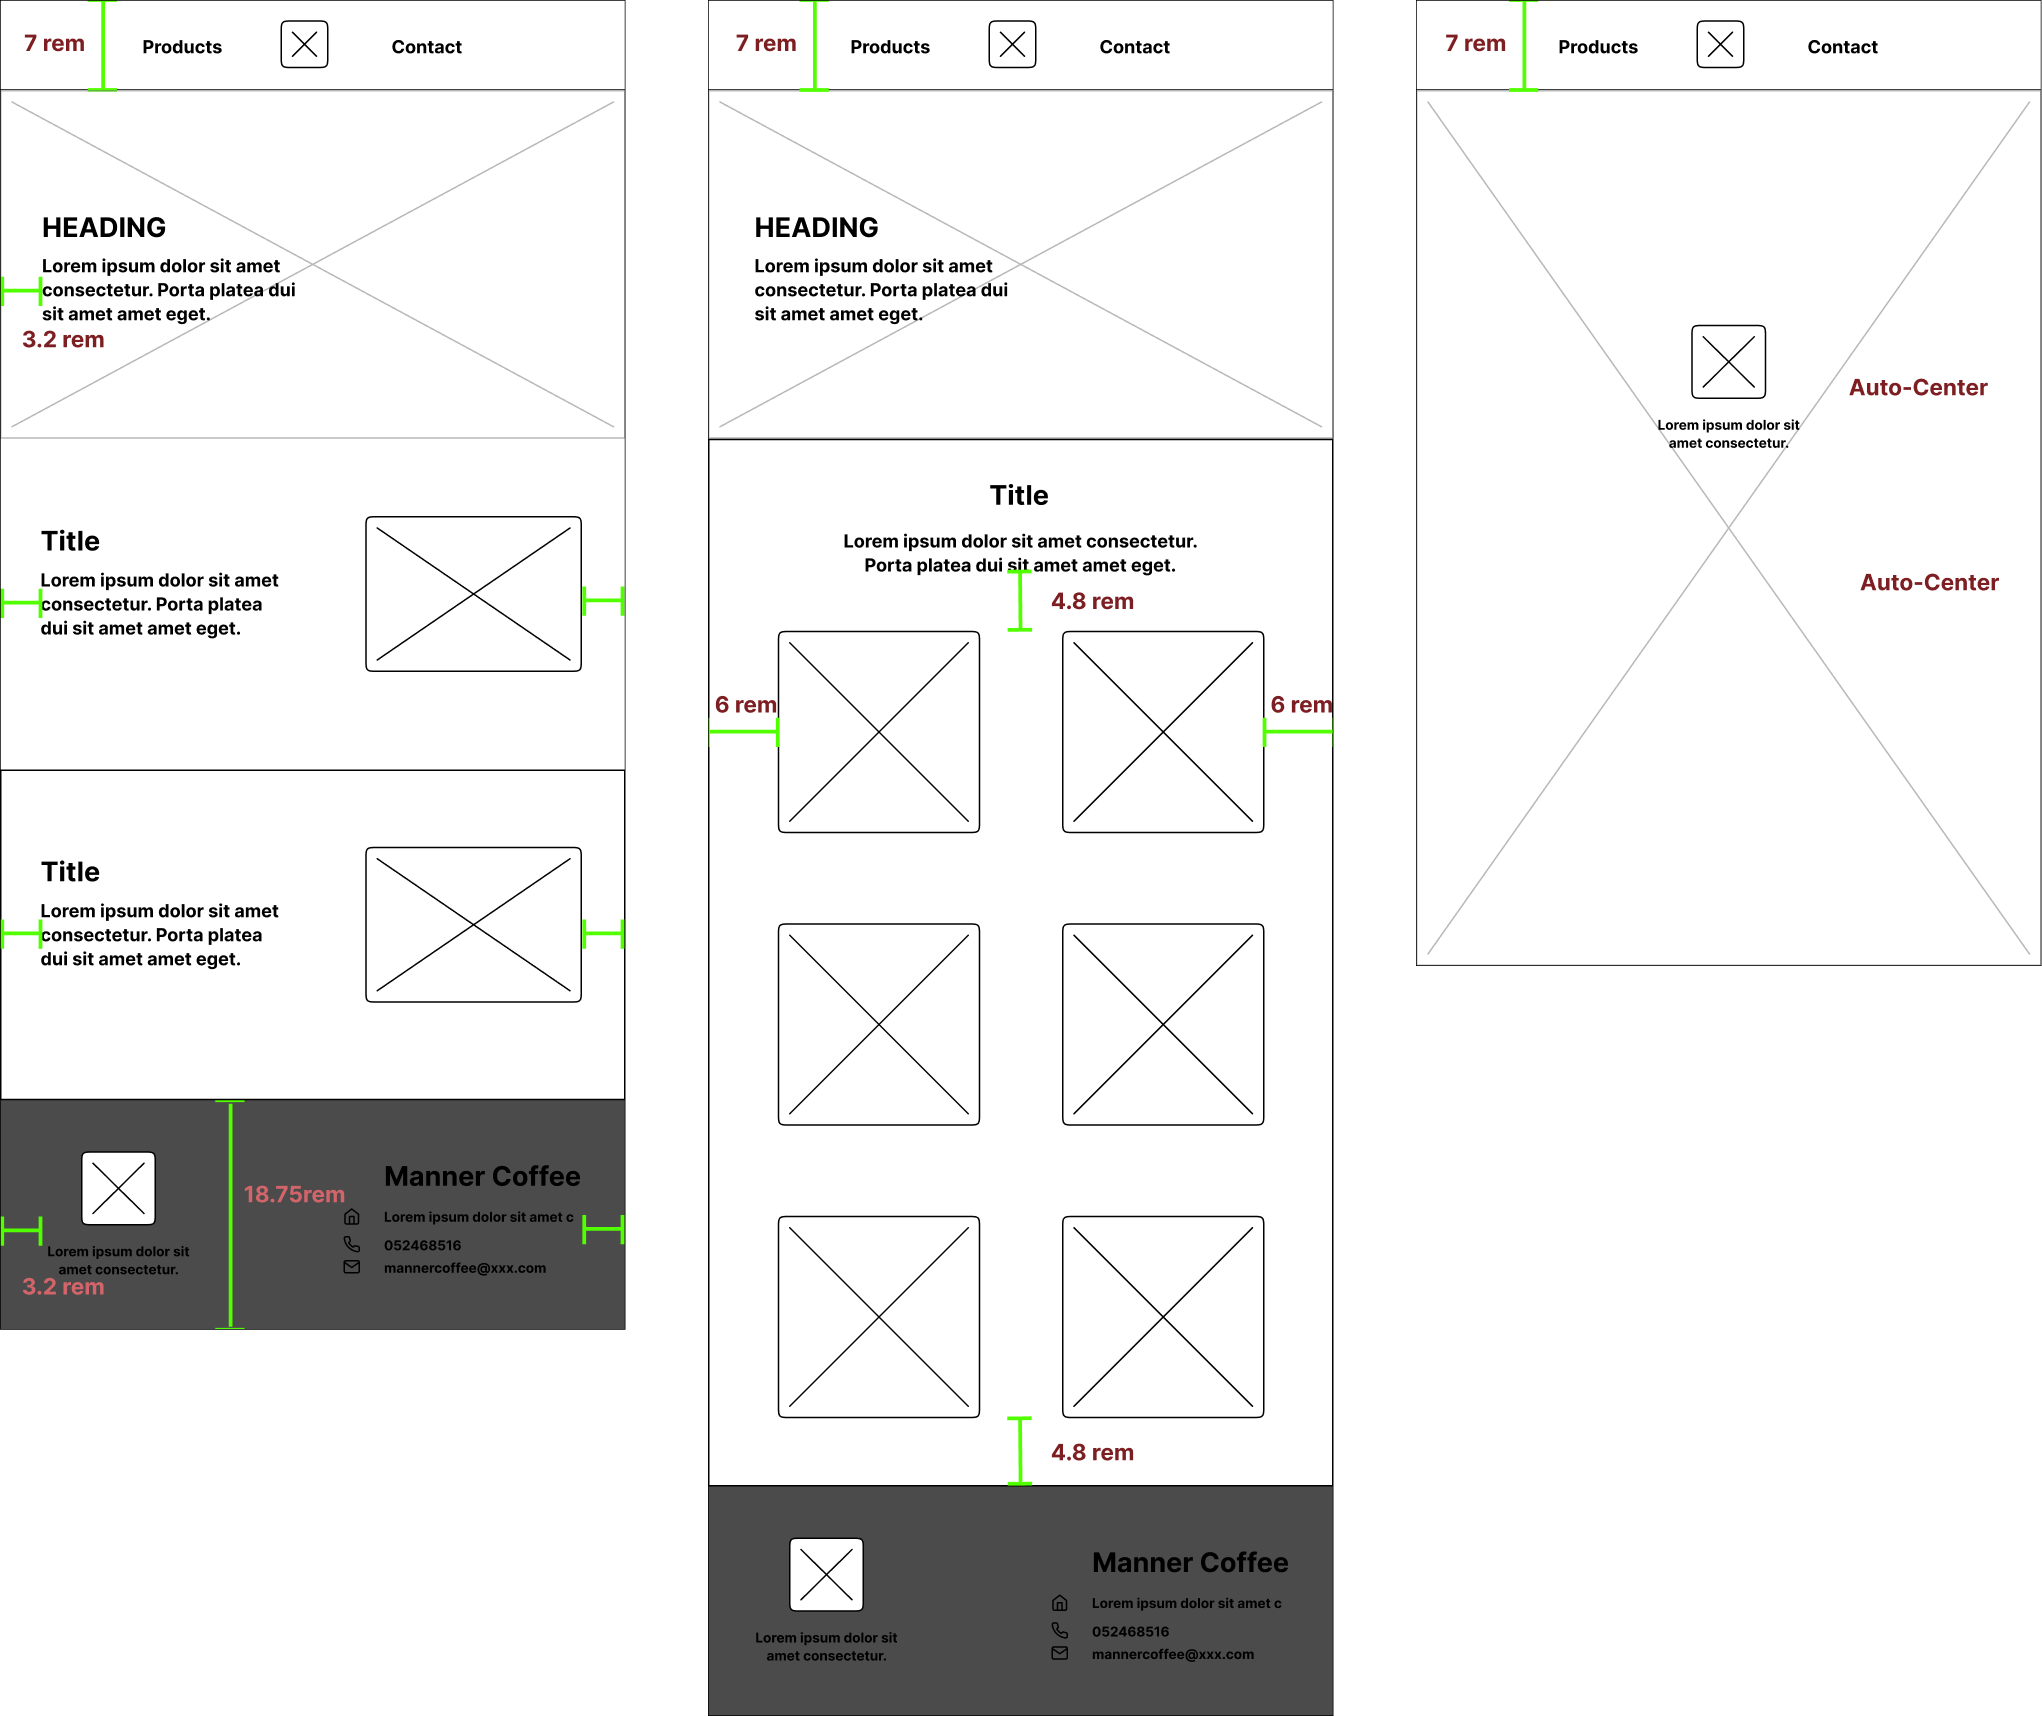 7 rem
Products
Contact
HEADING
Lorem ipsum dolor sit amet
consectetur. Porta platea dui
sit amet amet eget.
3.2 rem
Title
Lorem ipsum dolor sit amet
consectetur. Porta platea
dui sit amet amet eget.
Title
Lorem ipsum dolor sit amet
consectetur. Porta platea
dui sit amet amet eget.
18.75rem
Lorem ipsum dolor sit
amet consectetur.
3.2 rem
Manner Coffee
Lorem ipsum dolor sit amet c
052468516
mannercoffee@xxx.com
7 rem
Products
Contact
HEADING
Lorem ipsum dolor sit amet
consectetur. Porta platea dui
sit amet amet eget.
Title
Lorem ipsum dolor sit amet consectetur.
Porta platea dui sit amet amet eget.
4.8 rem
6 rem
6 rem
4.8 rem
Lorem ipsum dolor sit
amet consectetur.
Manner Coffee
Lorem ipsum dolor sit amet c
052468516
mannercoffee@xxx.com
7 rem
Products
Contact
Auto-Center
Lorem ipsum dolor sit
amet consectetur.
Auto-Center